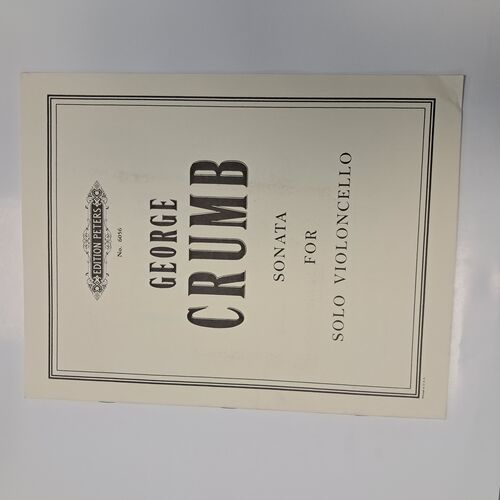 EDITION PETERS
No. 6056
GEORGE
CRUMB
SONATA
FOR
SOLO VIOLONCELLO